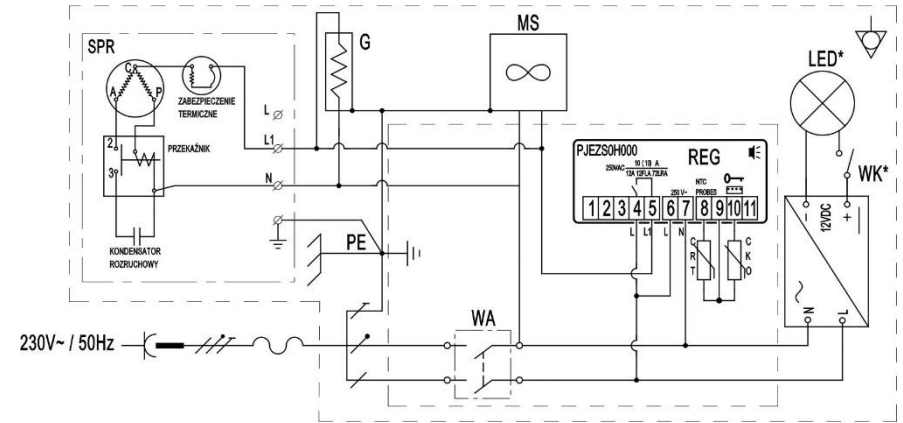 SPR
C
A
P
ZABEZPIECZENIE
TERMICZNE
2
3
PRZEKAŹNIK
KONDENSATOR
ROZRUCHOWY
L
L1
N
G
MS
PE
PJEZS0H000
REG
10 (10) A
250VAC
12A 12FLA 72LRA
250 V~
NTC
PROBES
1 2 3 4 5 6 7 8 9 10 11
L L1 L N
CRT
CKO
LED*
WK*
- 12VDC +
~
N L
WA
230V~ / 50Hz